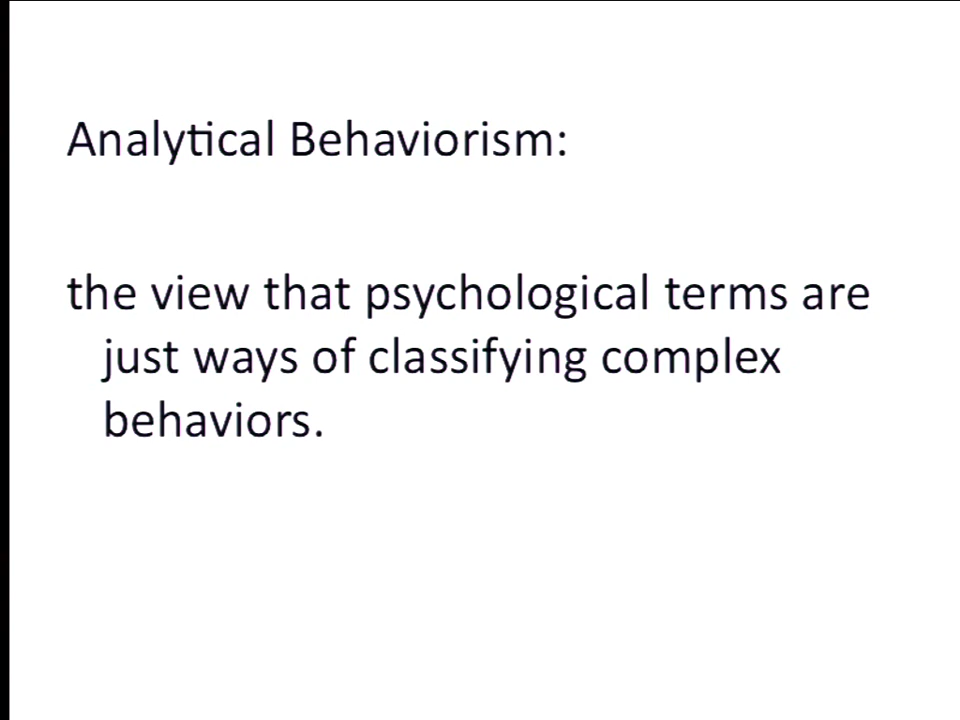 Analytical Behaviorism:
the view that psychological terms are
just ways of classifying complex
behaviors.